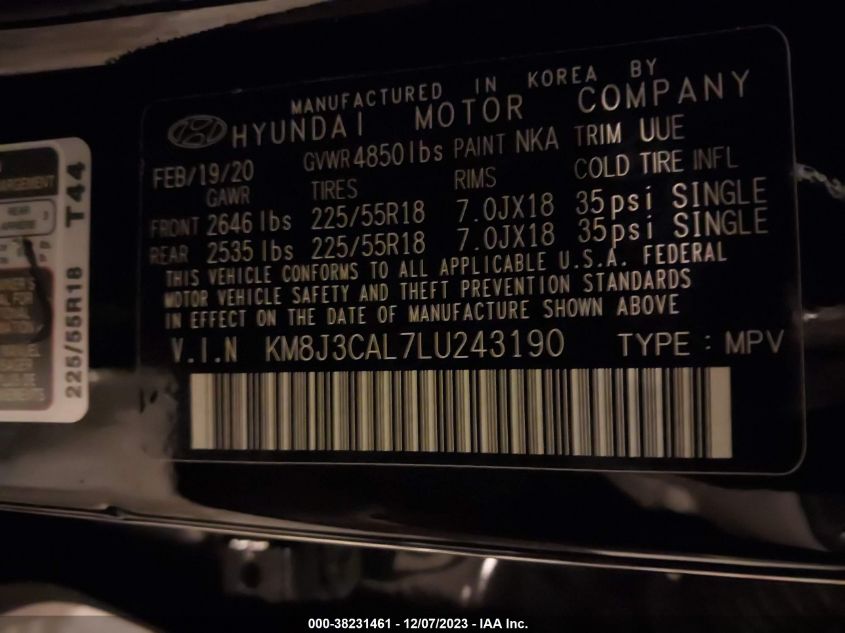 MANUFACTURED IN KOREA BY
HYUNDAI MOTOR COMPANY
FEB/19/20 GVWR 4850lbs PAINT NKA TRIM UUE
GAWR TIRES RIMS COLD TIRE INFL
FRONT 2646 lbs 225/55R18 7.0JX18 35psi SINGLE
REAR 2535 lbs 225/55R18 7.0JX18 35psi SINGLE
THIS VEHICLE CONFORMS TO ALL APPLICABLE U.S.A. FEDERAL
MOTOR VEHICLE SAFETY AND THEFT PREVENTION STANDARDS
IN EFFECT ON THE DATE OF MANUFACTURE SHOWN ABOVE
V.I.N KM8J3CAL7LU243190 TYPE : MPV
REAR
225/55R18 T44
000-38231461 - 12/07/2023 - IAA Inc.